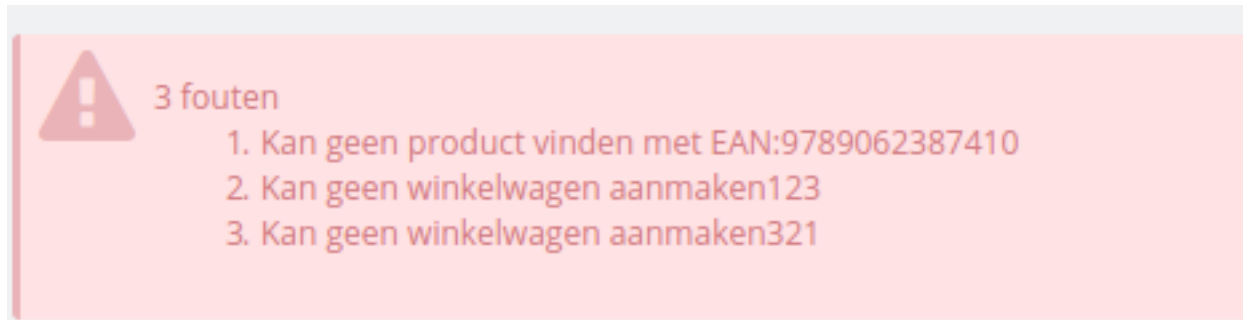 3 fouten
1. Kan geen product vinden met EAN:9789062387410
2. Kan geen winkelwagen aanmaken123
3. Kan geen winkelwagen aanmaken321